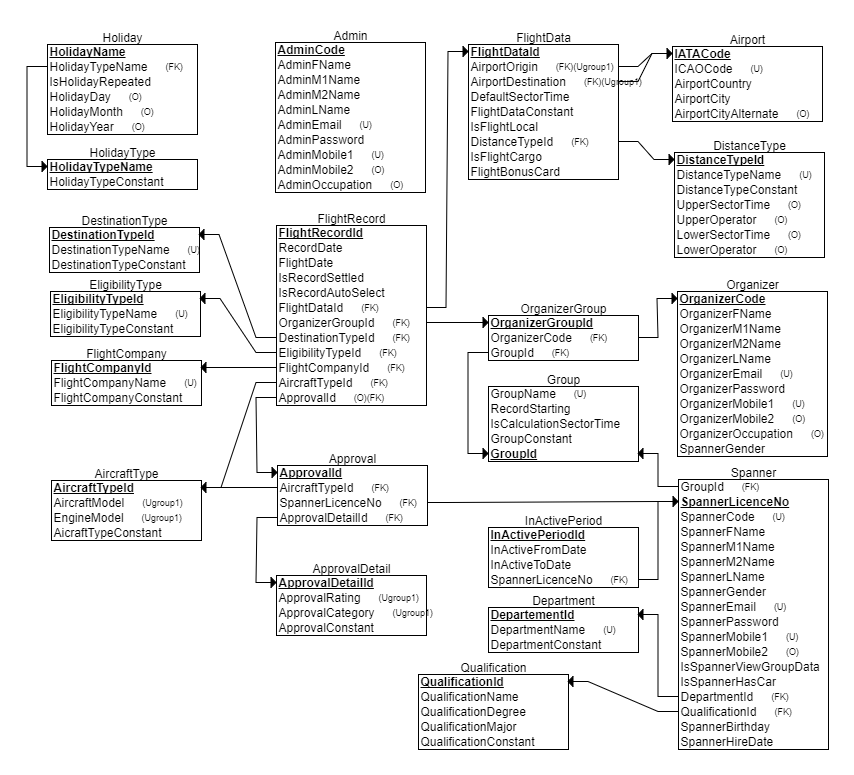 Holiday
HolidayName
HolidayTypeName (FK)
IsHolidayRepeated
HolidayDay (O)
HolidayMonth (O)
HolidayYear (O)
HolidayType
HolidayTypeName
HolidayTypeConstant
Admin
AdminCode
AdminFName
AdminM1Name
AdminM2Name
AdminLName
AdminEmail (U)
AdminPassword
AdminMobile1 (U)
AdminMobile2 (O)
AdminOccupation (O)
FlightData
FlightDataId
AirportOrigin (FK)(Ugroup1)
AirportDestination (FK)(Ugroup1)
DefaultSectorTime
FlightDataConstant
IsFlightLocal
DistanceTypeId (FK)
IsFlightCargo
FlightBonusCard
Airport
IATACode
ICAOCode (U)
AirportCountry
AirportCity
AirportCityAlternate (O)
DistanceType
DistanceTypeId
DistanceTypeName (U)
DistanceTypeConstant
UpperSectorTime (O)
UpperOperator (O)
LowerSectorTime (O)
LowerOperator (O)
DestinationType
DestinationTypeId
DestinationTypeName (U)
DestinationTypeConstant
EligibilityType
EligibilityTypeId
EligibilityTypeName (U)
EligibilityTypeConstant
FlightCompany
FlightCompanyId
FlightCompanyName (U)
FlightCompanyConstant
FlightRecord
FlightRecordId
RecordDate
FlightDate
IsRecordSettled
IsRecordAutoSelect
FlightDataId (FK)
OrganizerGroupId (FK)
DestinationTypeId (FK)
EligibilityTypeId (FK)
FlightCompanyId (FK)
AircraftTypeId (FK)
ApprovalId (O)(FK)
OrganizerGroup
OrganizerGroupId
OrganizerCode (FK)
GroupId (FK)
Group
GroupName (U)
RecordStarting
IsCalculationSectorTime
GroupConstant
GroupId
Organizer
OrganizerCode
OrganizerFName
OrganizerM1Name
OrganizerM2Name
OrganizerLName
OrganizerEmail (U)
OrganizerPassword
OrganizerMobile1 (U)
OrganizerMobile2 (O)
OrganizerOccupation (O)
SpannerGender
AircraftType
AircraftTypeId
AircraftModel (Ugroup1)
EngineModel (Ugroup1)
AicraftTypeConstant
Approval
ApprovalId
AircraftTypeId (FK)
SpannerLicenceNo (FK)
ApprovalDetailId (FK)
ApprovalDetail
ApprovalDetailId
ApprovalRating (Ugroup1)
ApprovalCategory (Ugroup1)
ApprovalConstant
InActivePeriod
InActivePeriodId
InActiveFromDate
InActiveToDate
SpannerLicenceNo (FK)
Department
DepartementId
DepartmentName (U)
DepartmentConstant
Qualification
QualificationId
QualificationName
QualificationDegree
QualificationMajor
QualificationConstant
Spanner
GroupId (FK)
SpannerLicenceNo
SpannerCode (U)
SpannerFName
SpannerM1Name
SpannerM2Name
SpannerLName
SpannerGender
SpannerEmail (U)
SpannerPassword
SpannerMobile1 (U)
SpannerMobile2 (O)
IsSpannerViewGroupData
IsSpannerHasCar
DepartmentId (FK)
QualificationId (FK)
SpannerBirthday
SpannerHireDate